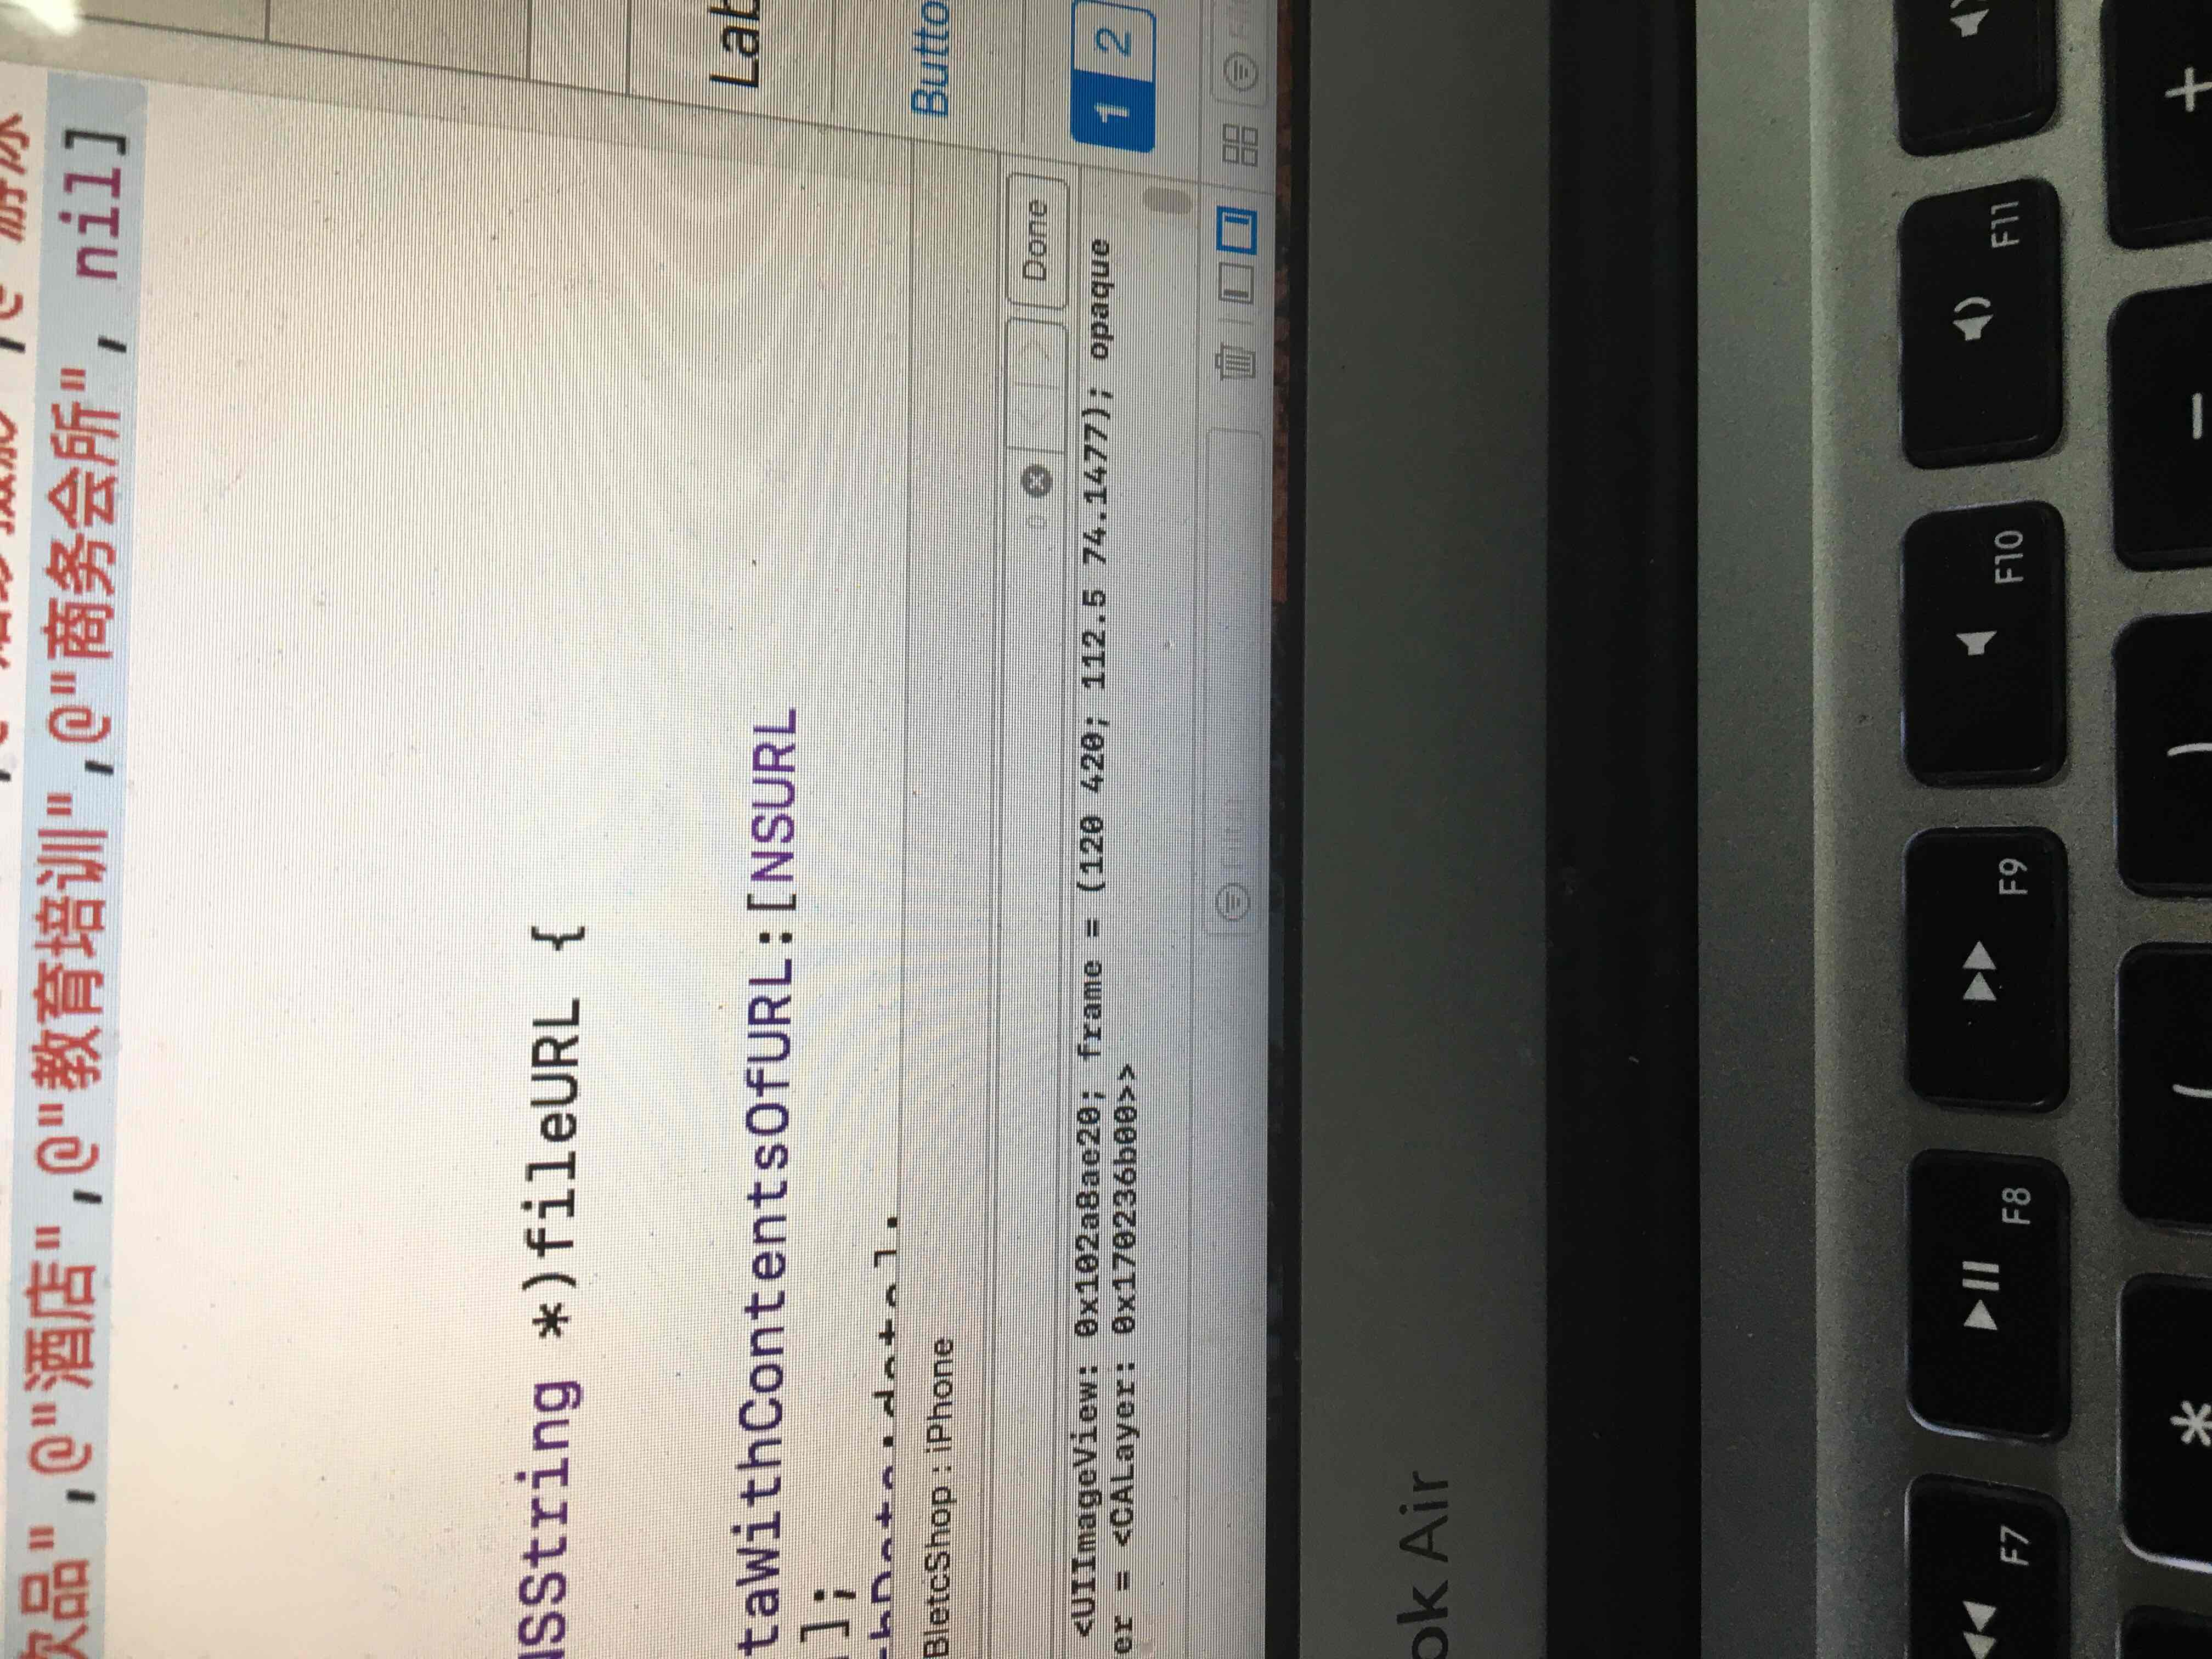 品",@"酒店",@"教育培训",@"商务会所", nil]
NSString *)fileURL {
taWithContentsOfURL:[NSURL
];
Lab
Butto
BletcShop : iPhone
Done
<UIImageView: 0x102a8ae20; frame = (120 420; 112.5 74.1477); opaque
er = <CALayer: 0x170236b00>>
1 2
Filter
ok Air
F7 F8 F9 F10 F11
* ( ) - +